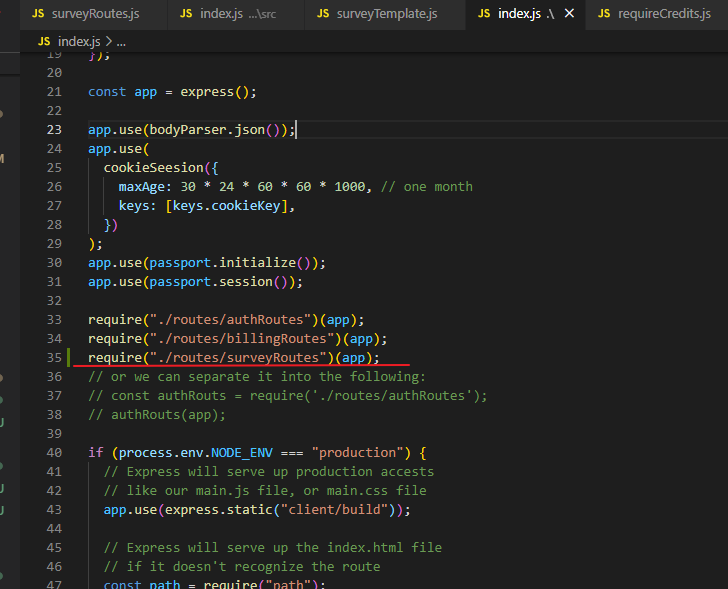 JS surveyRoutes.js JS index.js ...\src JS surveyTemplate.js JS index.js .\ × JS requireCredits.js
JS index.js > ...
19 });
20
21 const app = express();
22
23 app.use(bodyParser.json());
24 app.use(
25 cookieSeesion({
26 maxAge: 30 * 24 * 60 * 60 * 1000, // one month
27 keys: [keys.cookieKey],
28 })
29 );
30 app.use(passport.initialize());
31 app.use(passport.session());
32
33 require("./routes/authRoutes")(app);
34 require("./routes/billingRoutes")(app);
35 require("./routes/surveyRoutes")(app);
36 // or we can separate it into the following:
37 // const authRouts = require('./routes/authRoutes');
38 // authRouts(app);
39
40 if (process.env.NODE_ENV === "production") {
41 // Express will serve up production accests
42 // like our main.js file, or main.css file
43 app.use(express.static("client/build"));
44
45 // Express will serve up the index.html file
46 // if it doesn't recognize the route
47 const path = require("path");